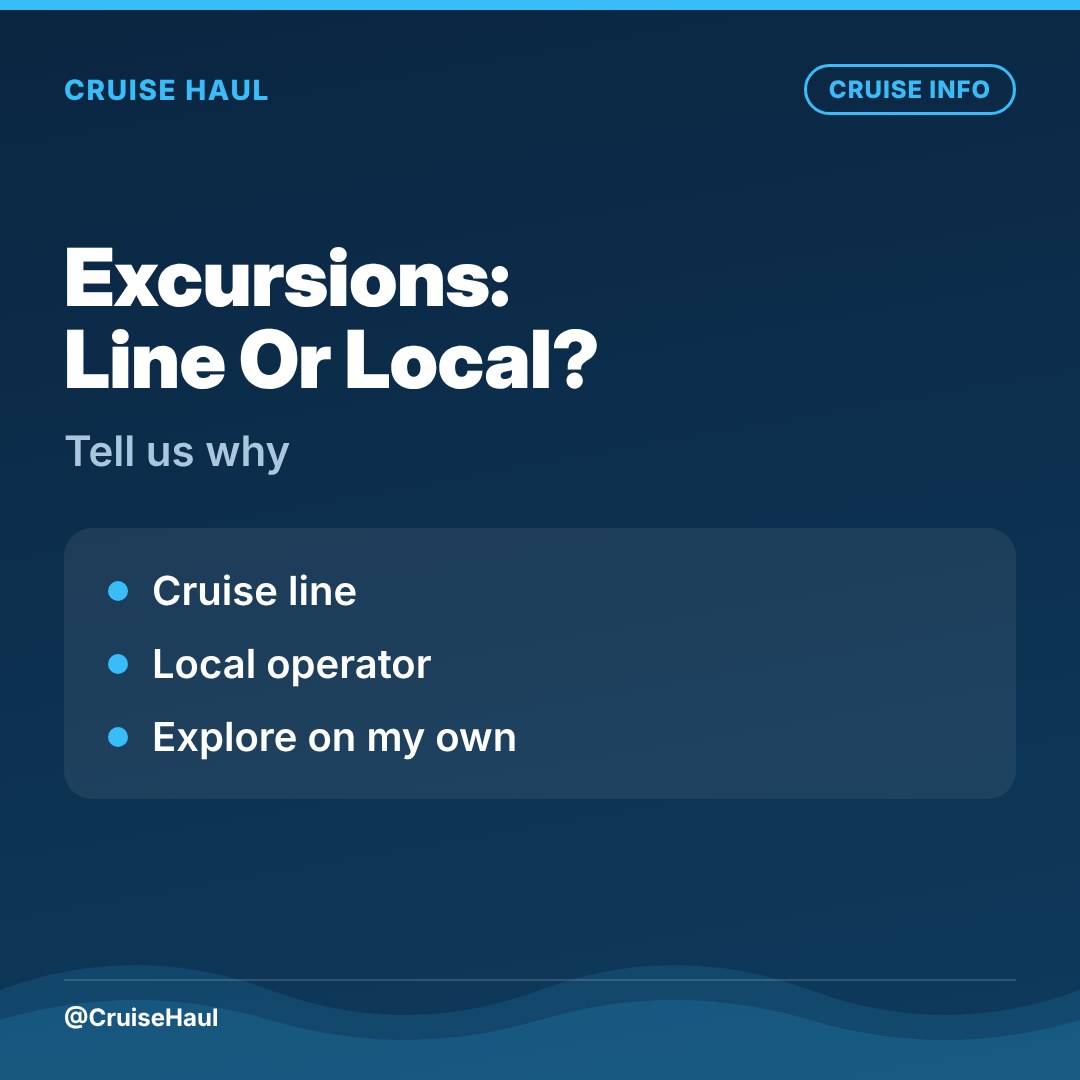 CRUISE HAUL
CRUISE INFO
Excursions:
Line Or Local?
Tell us why
Cruise line
Local operator
Explore on my own
@CruiseHaul